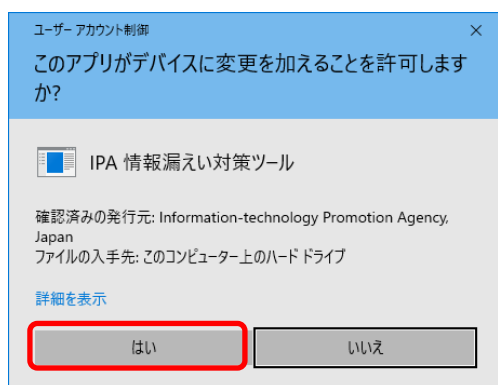 ユーザー アカウント制御
このアプリがデバイスに変更を加えることを許可します
か?
IPA 情報漏えい対策ツール
確認済みの発行元: Information-technology Promotion Agency,
Japan
ファイルの入手先: このコンピューター上のハード ドライブ
詳細を表示
はい
いいえ